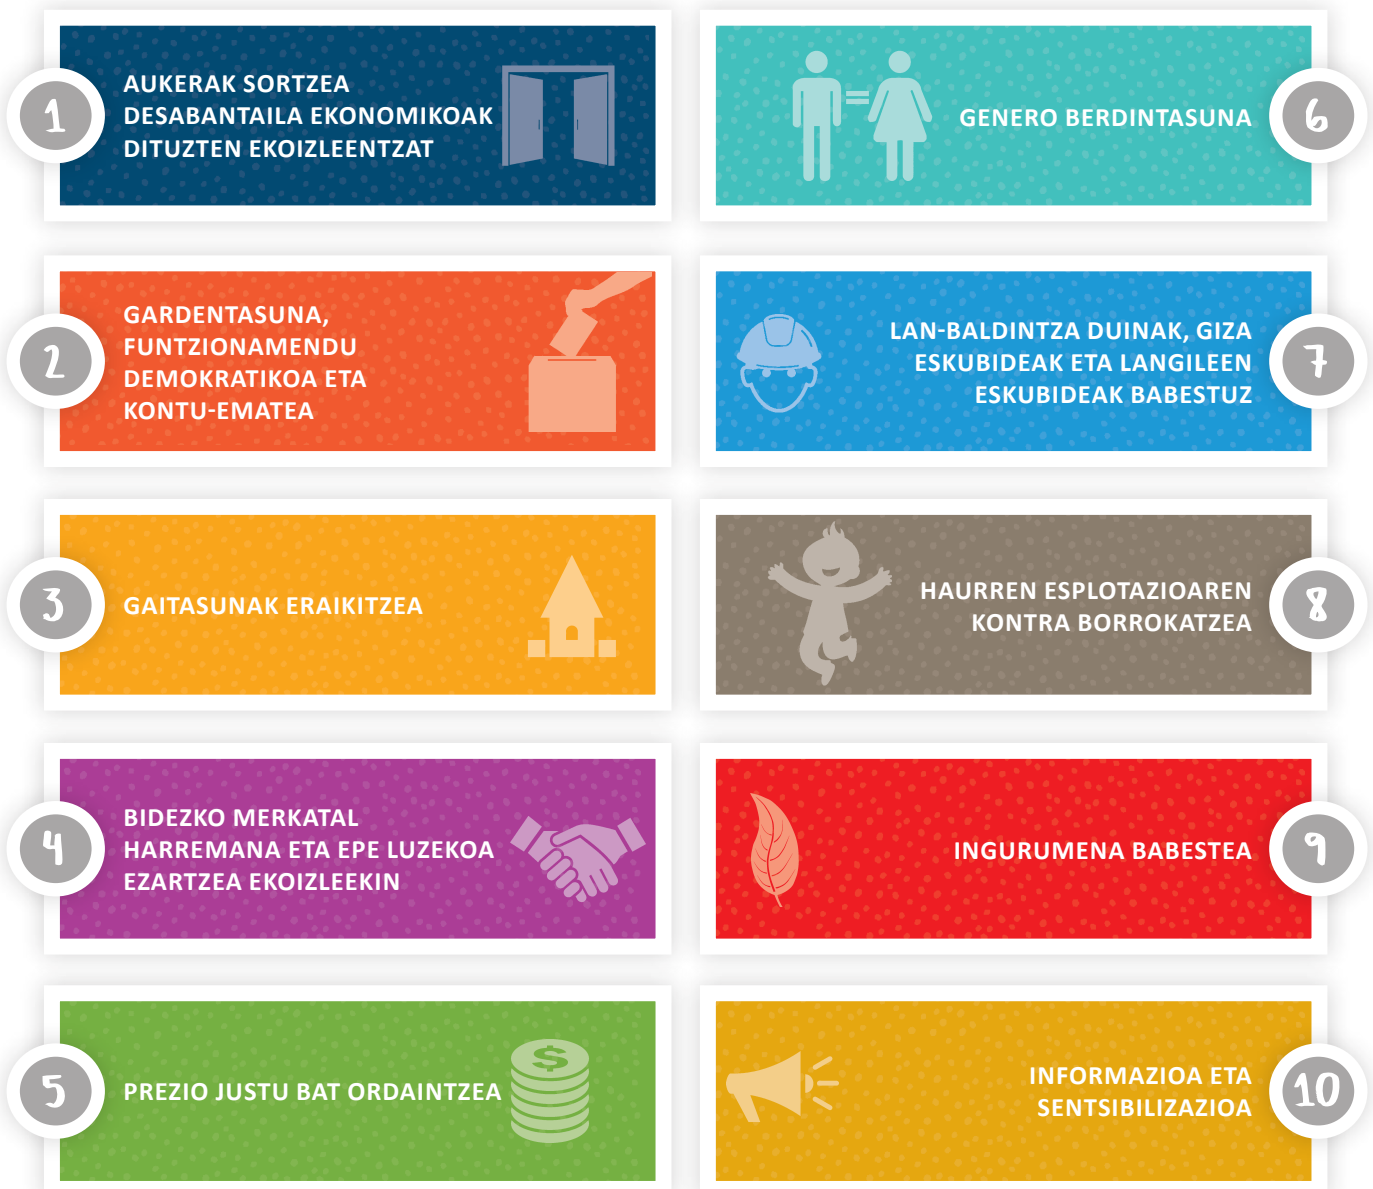 1
AUKERAK SORTZEA
DESABANTAILA EKONOMIKOAK
DITUZTEN EKOIZLEENTZAT
2
GARDENTASUNA,
FUNTZIONAMENDU
DEMOKRATIKOA ETA
KONTU-EMATEA
3
GAITASUNAK ERAIKITZEA
4
BIDEZKO MERKATAL
HARREMANA ETA EPE LUZEKOA
EZARTZEA EKOIZLEEKIN
5
PREZIO JUSTU BAT ORDAINTZEA
$
=
GENERO BERDINTASUNA
6
LAN-BALDINTZA DUINAK, GIZA
ESKUBIDEAK ETA LANGILEEN
ESKUBIDEAK BABESTUZ
7
HAURREN ESPLOTAZIOAREN
KONTRA BORROKATZEA
8
INGURUMENA BABESTEA
9
INFORMAZIOA ETA
SENTSIBILIZAZIOA
10